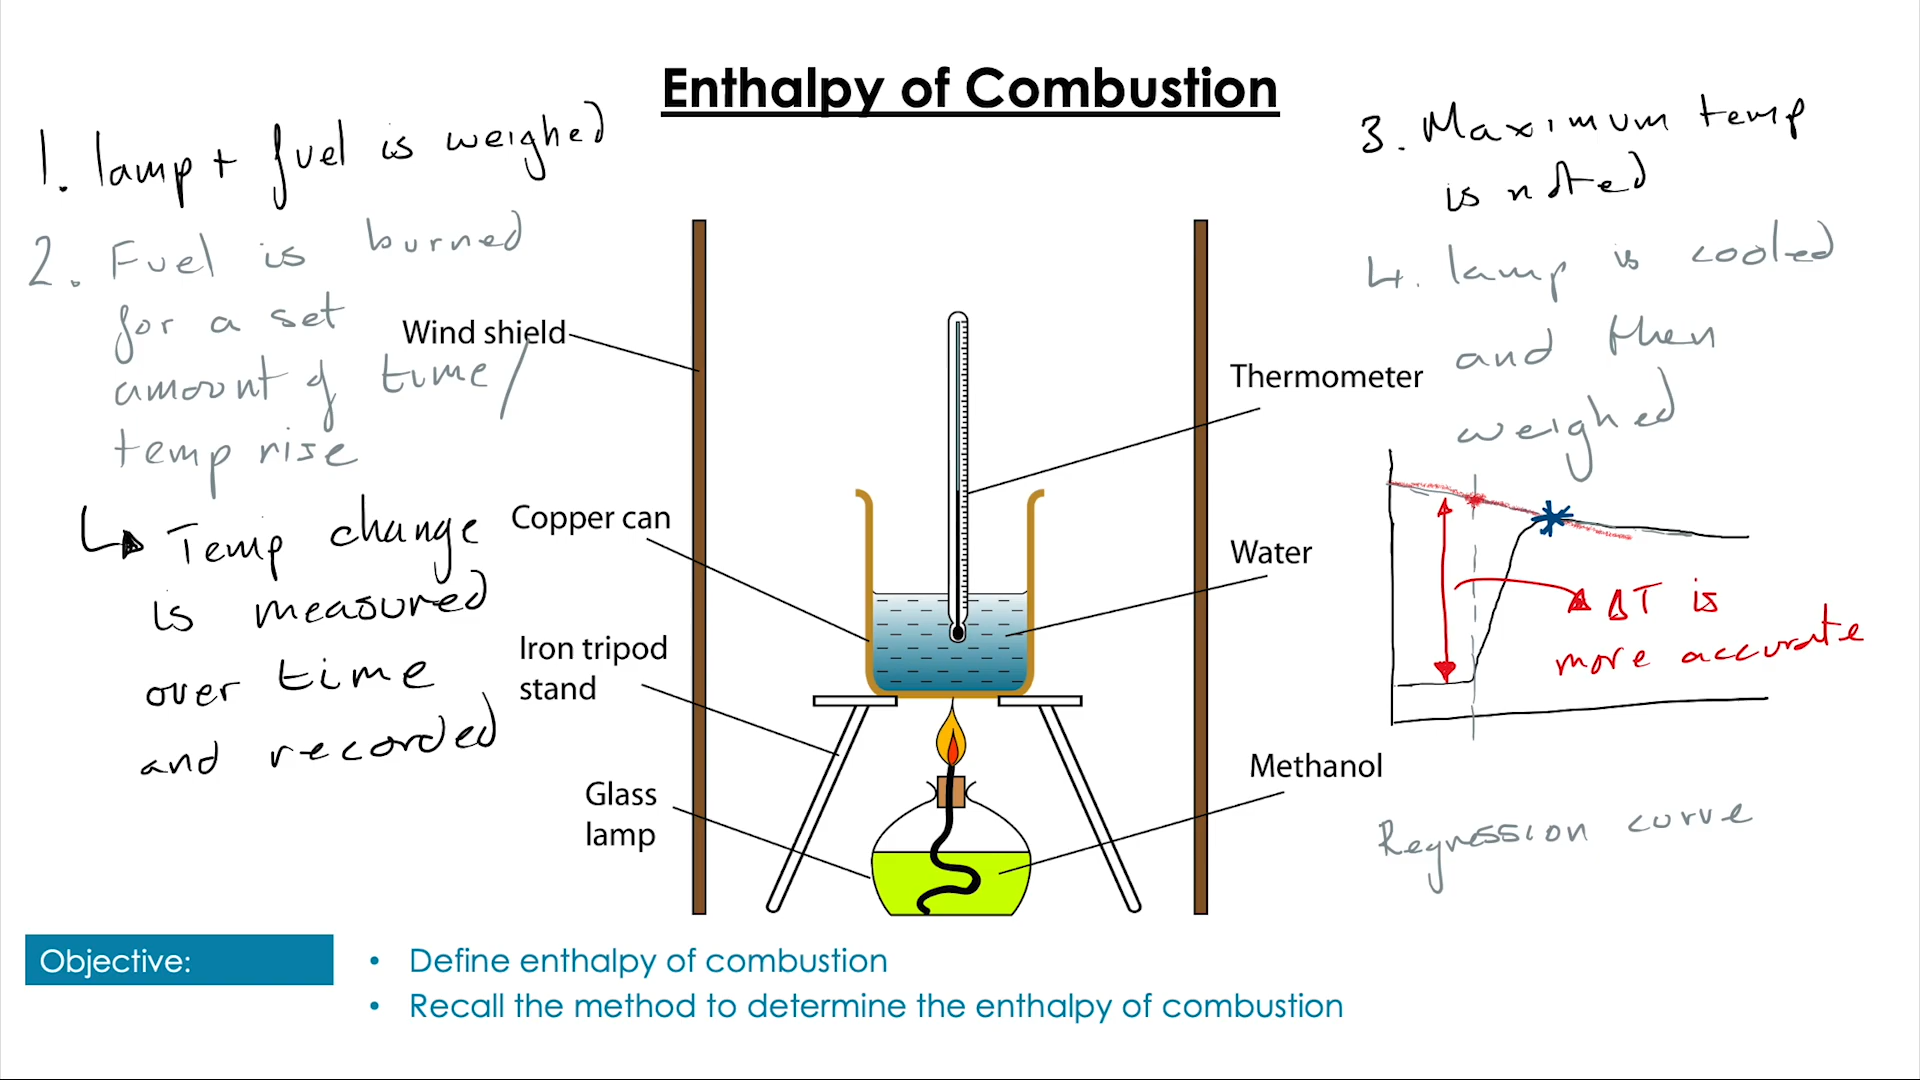 Enthalpy of Combustion
1. lamp + fuel is weighed
2. Fuel is burned
for a set
amount of time/
temp rise
↳ Temp change
is measured
over time
and recorded
Wind shield
Copper can
Iron tripod
stand
Glass
lamp
Thermometer
Water
Methanol
3. Maximum temp
is noted
4. lamp is cooled
and then
weighed
ΔT is
more accurate
Regression curve
Objective:
• Define enthalpy of combustion
• Recall the method to determine the enthalpy of combustion